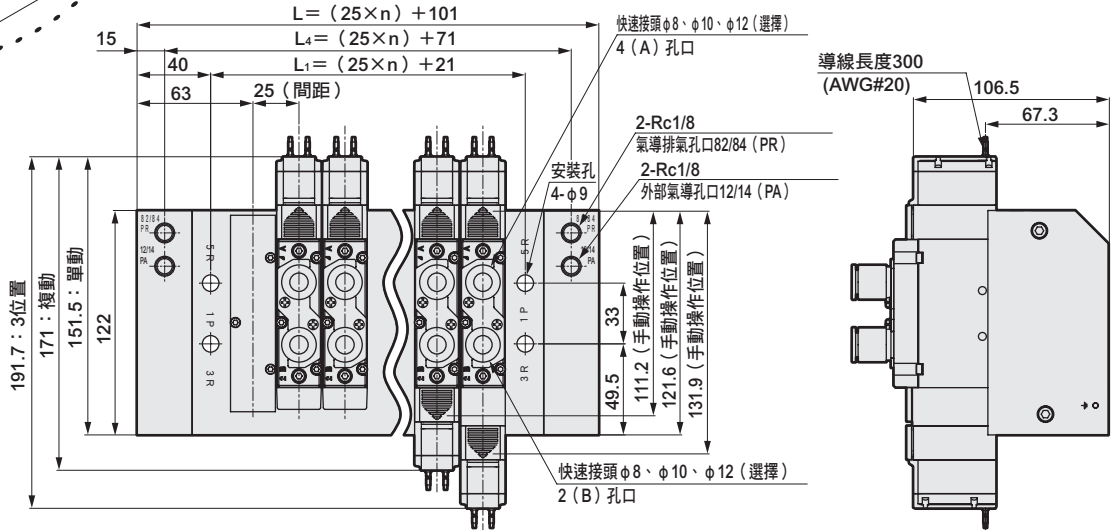 L=（25×n）+101
L4=（25×n）+71
L1=（25×n）+21
15
40
63
25（間距）
快速接頭φ8、φ10、φ12（選擇）
4（A）孔口
導線長度300
(AWG#20)
106.5
67.3
2-Rc1/8
氣導排氣孔口82/84（PR）
2-Rc1/8
外部氣導孔口12/14（PA）
安裝孔
4-φ9
82/84
PR
12/14
PA
5R
1P
3R
PR
PA
5R
1P
3R
191.7：3位置
171：複動
151.5：單動
122
33
49.5
111.2（手動操作位置）
121.6（手動操作位置）
131.9（手動操作位置）
快速接頭φ8、φ10、φ12（選擇）
2（B）孔口